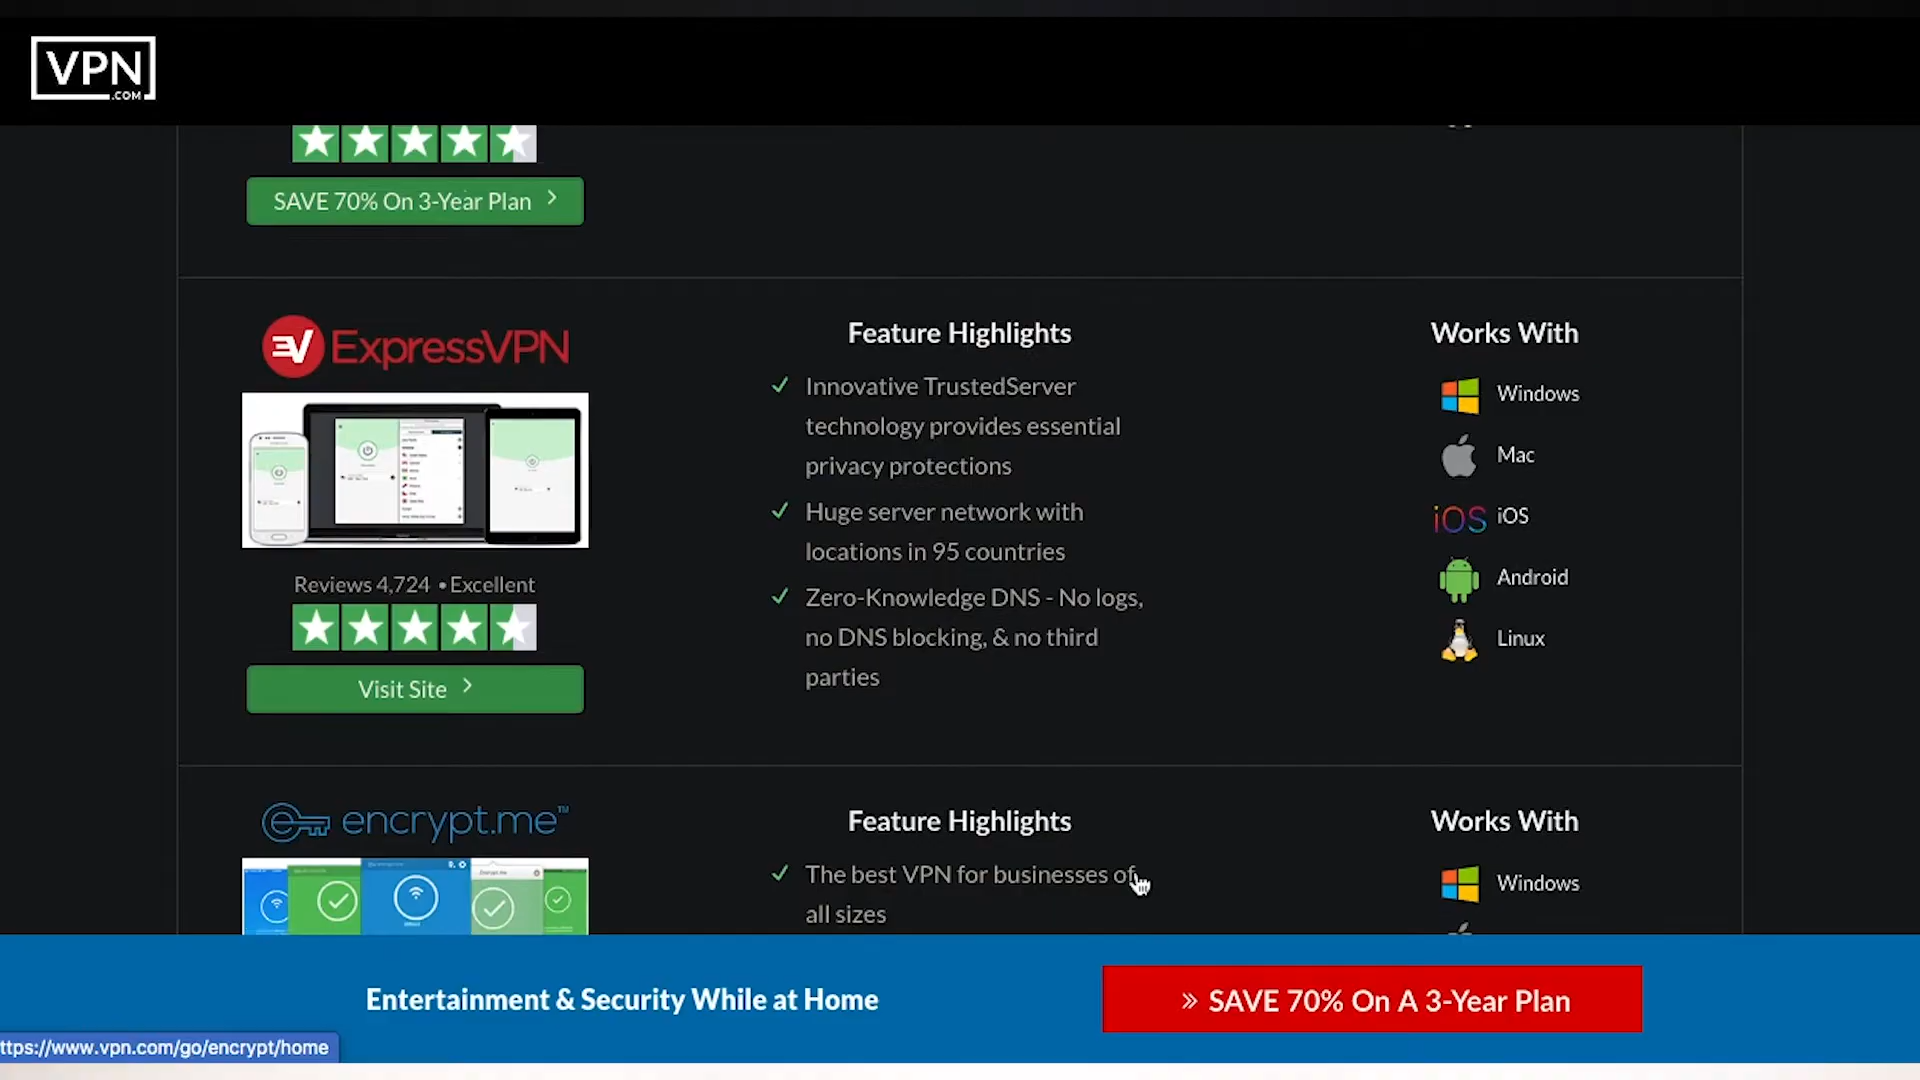 VPN
.COM
SAVE 70% On 3-Year Plan
ExpressVPN
Feature Highlights
Works With
Innovative TrustedServer
technology provides essential
privacy protections
Huge server network with
locations in 95 countries
Zero-Knowledge DNS - No logs,
no DNS blocking, & no third
parties
Windows
Mac
iOS iOS
Android
Linux
Reviews 4,724 • Excellent
Visit Site
encrypt.me™
Feature Highlights
Works With
The best VPN for businesses of
all sizes
Windows
Entertainment & Security While at Home
» SAVE 70% On A 3-Year Plan
ttps://www.vpn.com/go/encrypt/home